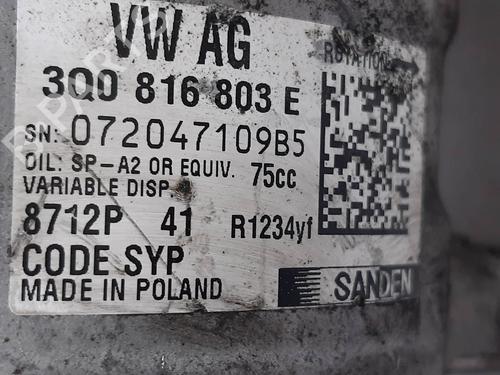 VW AG
ROTATION
3Q0 816 803 E
SN: 072047109B5
OIL: SP-A2 OR EQUIV. 75cc
VARIABLE DISP.
8712P 41 R1234yf
CODE SYP
MADE IN POLAND
SANDEN